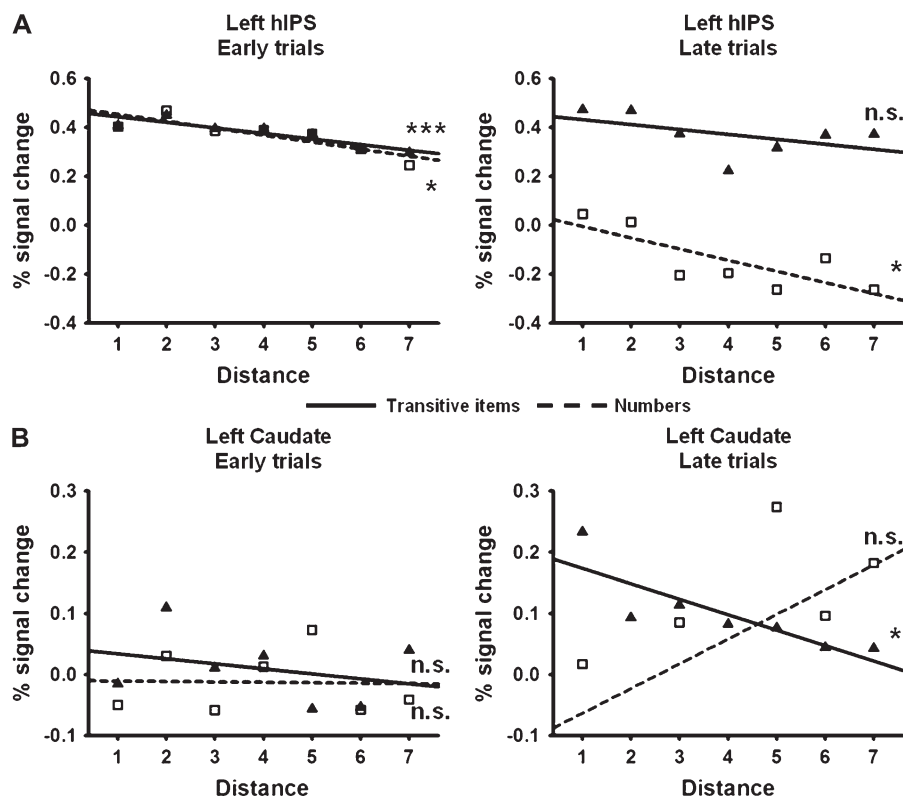 A
Left hIPS
Early trials
% signal change
0.6
0.4
0.2
0.0
-0.2
-0.4
***
*
1 2 3 4 5 6 7
Distance
Left hIPS
Late trials
% signal change
0.6
0.4
0.2
0.0
-0.2
-0.4
n.s.
*
1 2 3 4 5 6 7
Distance
Transitive items Numbers
B
Left Caudate
Early trials
% signal change
0.3
0.2
0.1
0.0
-0.1
n.s.
n.s.
1 2 3 4 5 6 7
Distance
Left Caudate
Late trials
% signal change
0.3
0.2
0.1
0.0
-0.1
n.s.
*
1 2 3 4 5 6 7
Distance